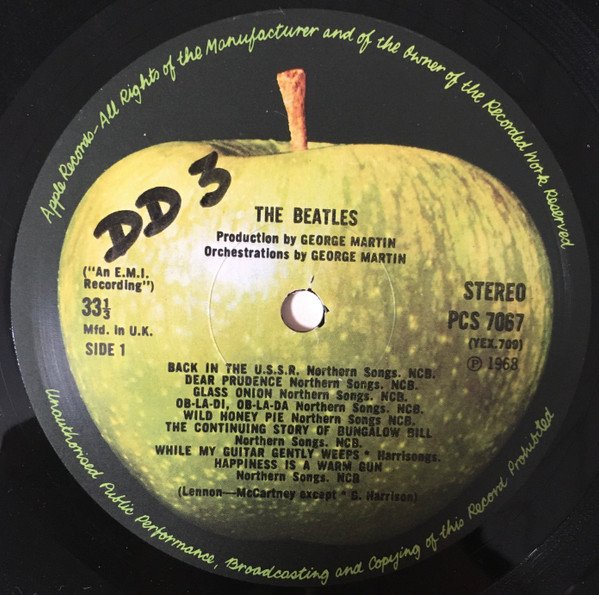 Apple Records—All Rights of the Manufacturer and of the Owner of the Recorded Work Reserved
DD 3
THE BEATLES
Production by GEORGE MARTIN
Orchestrations by GEORGE MARTIN
("An E.M.I.
Recording")
33⅓
Mfd. in U.K.
SIDE 1
STEREO
PCS 7067
(YEX.709)
Ⓟ 1968
BACK IN THE U.S.S.R. Northern Songs. NCB.
DEAR PRUDENCE Northern Songs. NCB.
GLASS ONION Northern Songs. NCB.
OB-LA-DI, OB-LA-DA Northern Songs. NCB.
WILD HONEY PIE Northern Songs. NCB.
THE CONTINUING STORY OF BUNGALOW BILL
Northern Songs. NCB.
WHILE MY GUITAR GENTLY WEEPS * Harrisongs.
HAPPINESS IS A WARM GUN
Northern Songs. NCB
(Lennon—McCartney except * G. Harrison)
Unauthorised Public Performance, Broadcasting and Copying of this Record Prohibited